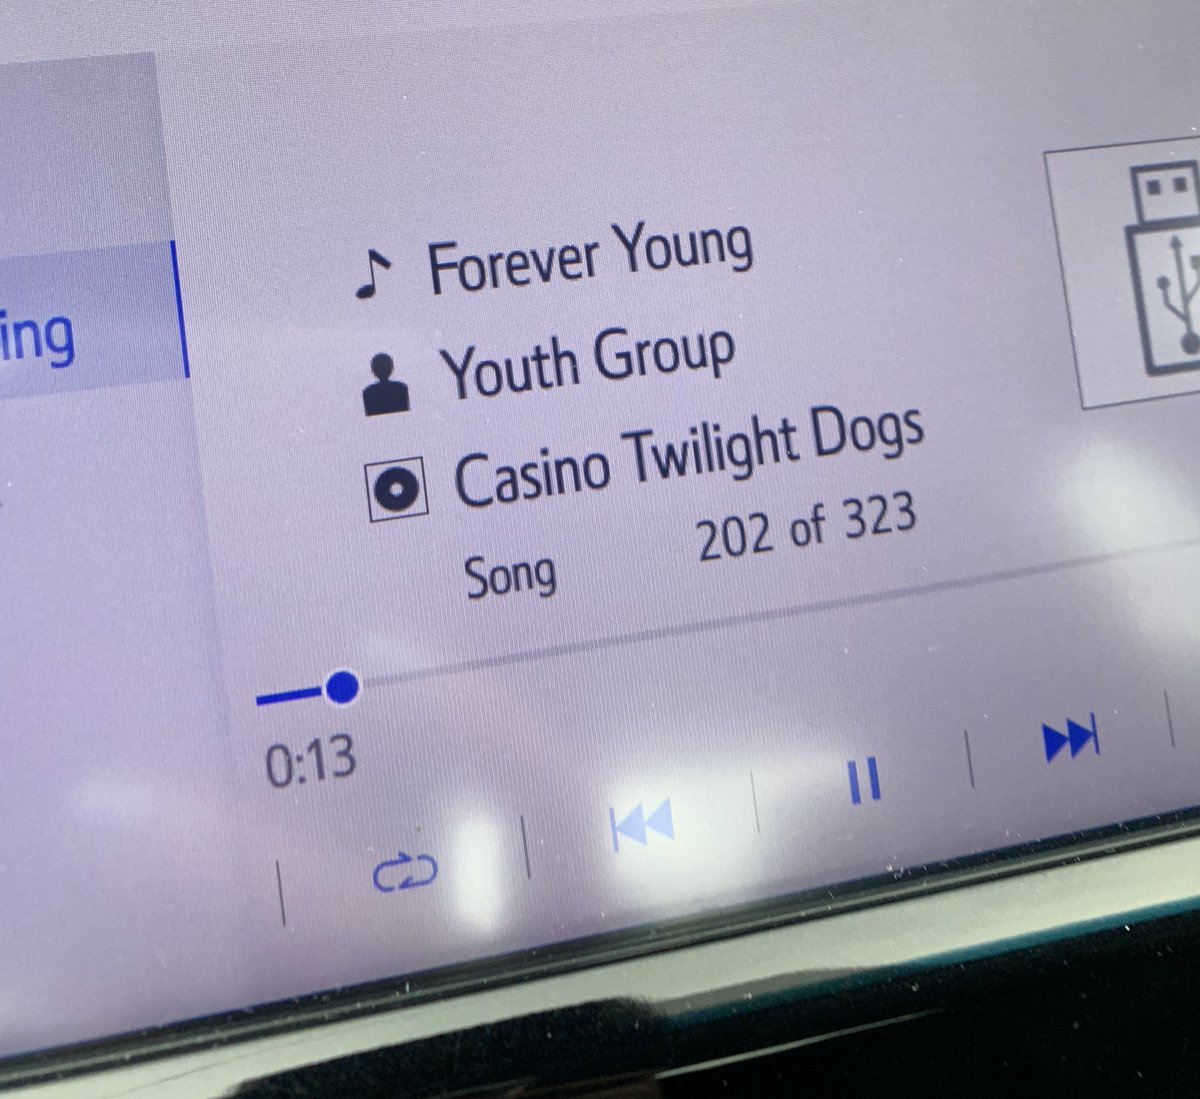 Forever Young
ing
Youth Group
Casino Twilight Dogs
Song 202 of 323
0:13